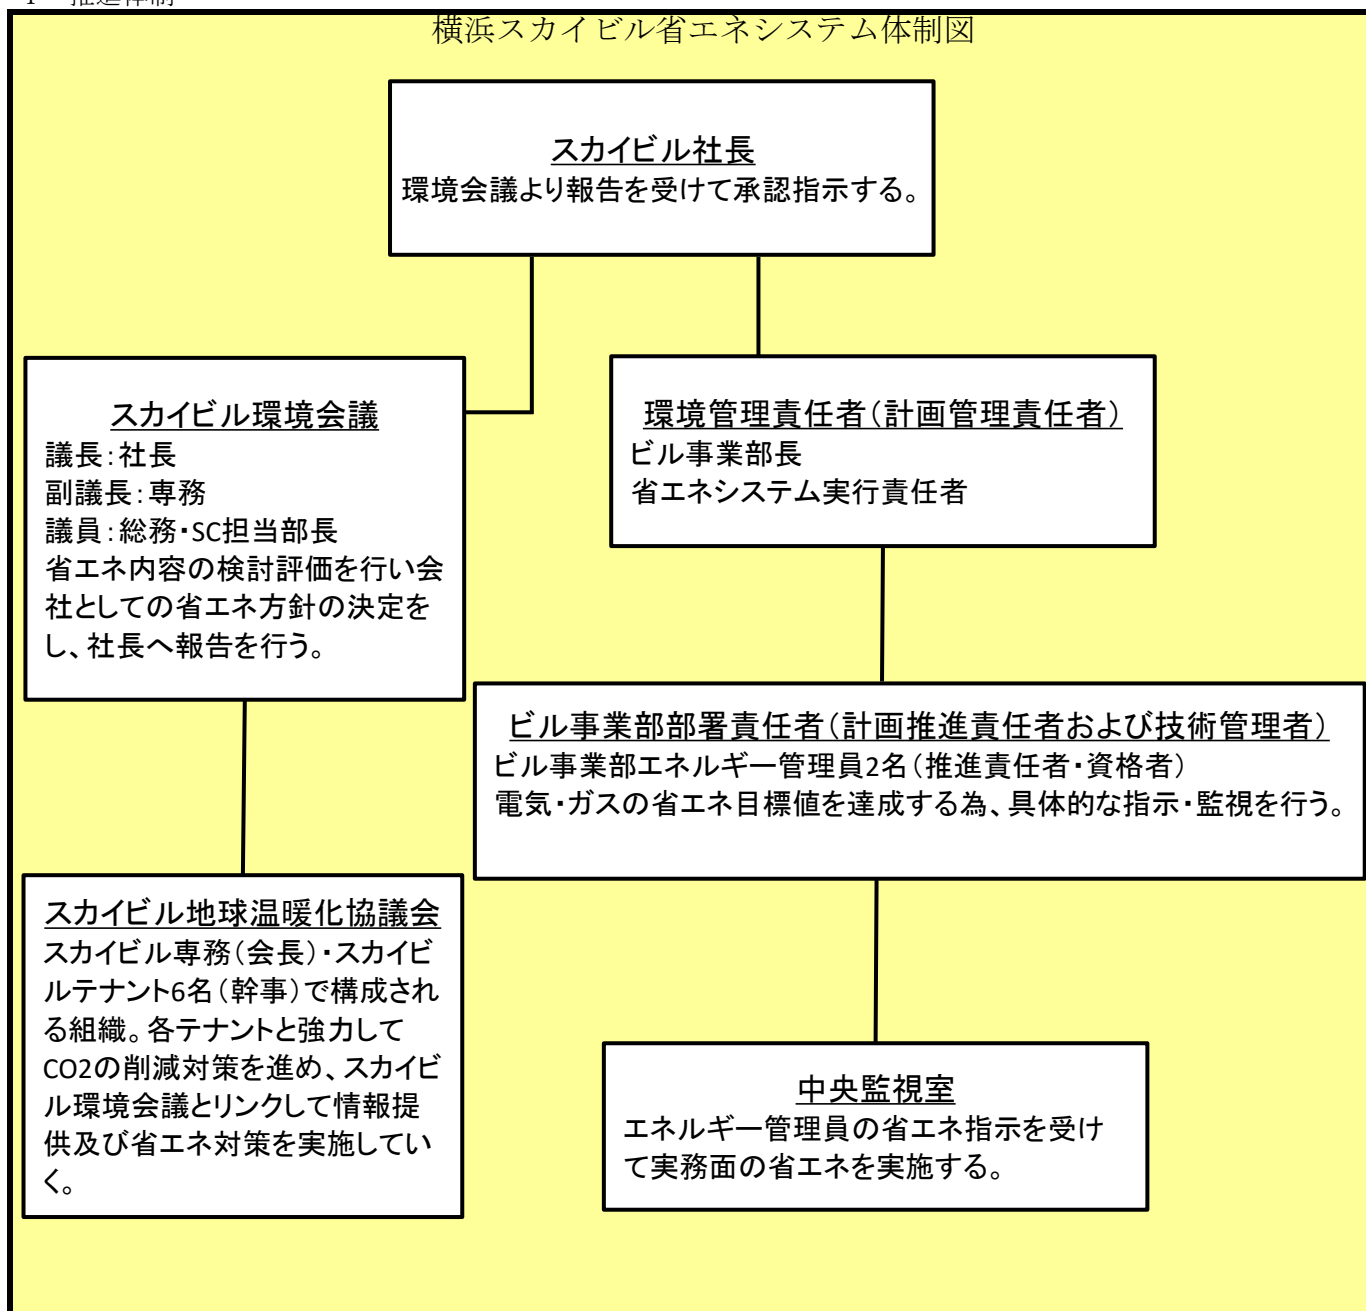 横浜スカイビル省エネシステム体制図
スカイビル社長
環境会議より報告を受けて承認指示する。
スカイビル環境会議
議長:社長
副議長:専務
議員:総務・SC担当部長
省エネ内容の検討評価を行い会
社としての省エネ方針の決定を
し、社長へ報告を行う。
環境管理責任者(計画管理責任者)
ビル事業部長
省エネシステム実行責任者
ビル事業部部署責任者(計画推進責任者および技術管理者)
ビル事業部エネルギー管理員2名(推進責任者・資格者)
電気・ガスの省エネ目標値を達成する為、具体的な指示・監視を行う。
スカイビル地球温暖化協議会
スカイビル専務(会長)・スカイビ
ルテナント6名(幹事)で構成され
る組織。各テナントと強力して
CO2の削減対策を進め、スカイビ
ル環境会議とリンクして情報提
供及び省エネ対策を実施してい
く。
中央監視室
エネルギー管理員の省エネ指示を受け
て実務面の省エネを実施する。